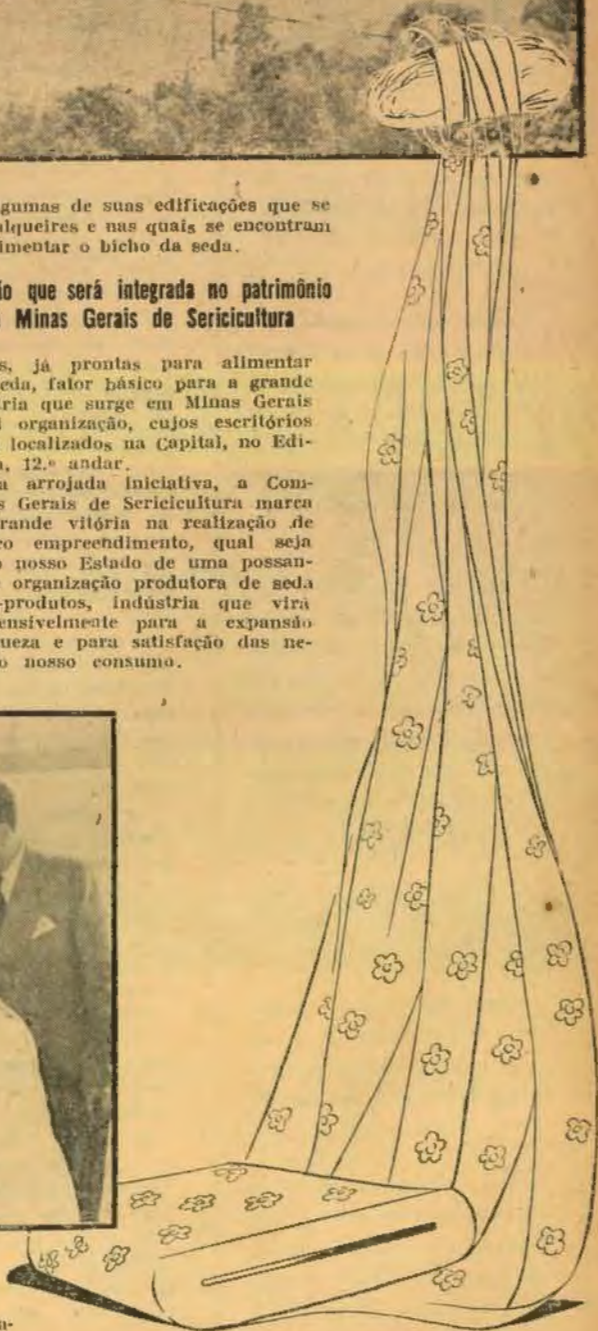 gumas de suas edificações que se
lqueires e nas quais se encontram
imentar o bicho da seda.
io que será integrada no patrimônio
Minas Gerais de Sericicultura
s, já prontas para alimentar
eda, fator básico para a grande
ria que surge em Minas Gerais
l organização, cujos escritórios
localizados na Capital, no Edi-
a, 12.º andar.
a arrojada iniciativa, a Com-
s Gerais de Sericicultura marca
rande vitória na realização de
ro empreendimento, qual seja
o nosso Estado de uma possan-
e organização produtora de seda
-produtos, indústria que virá
ensivelmente para a expansão
queza e para satisfação das ne-
o nosso consumo.